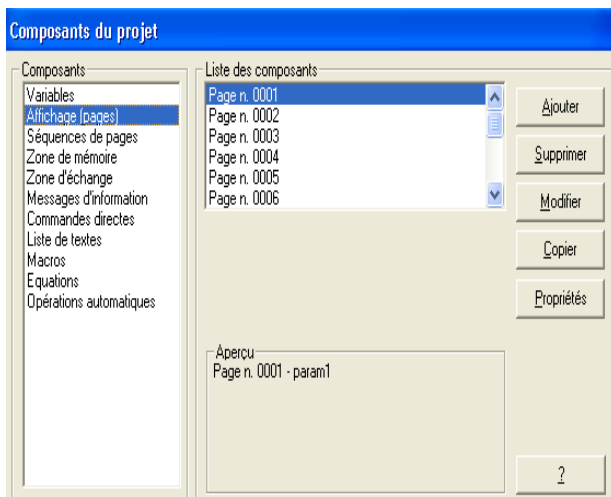 Composants du projet
Composants
Variables
Affichage (pages)
Séquences de pages
Zone de mémoire
Zone d'échange
Messages d'information
Commandes directes
Liste de textes
Macros
Equations
Opérations automatiques
Liste des composants
Page n. 0001
Page n. 0002
Page n. 0003
Page n. 0004
Page n. 0005
Page n. 0006
Ajouter
Supprimer
Modifier
Copier
Propriétés
Aperçu
Page n. 0001 - param1
?